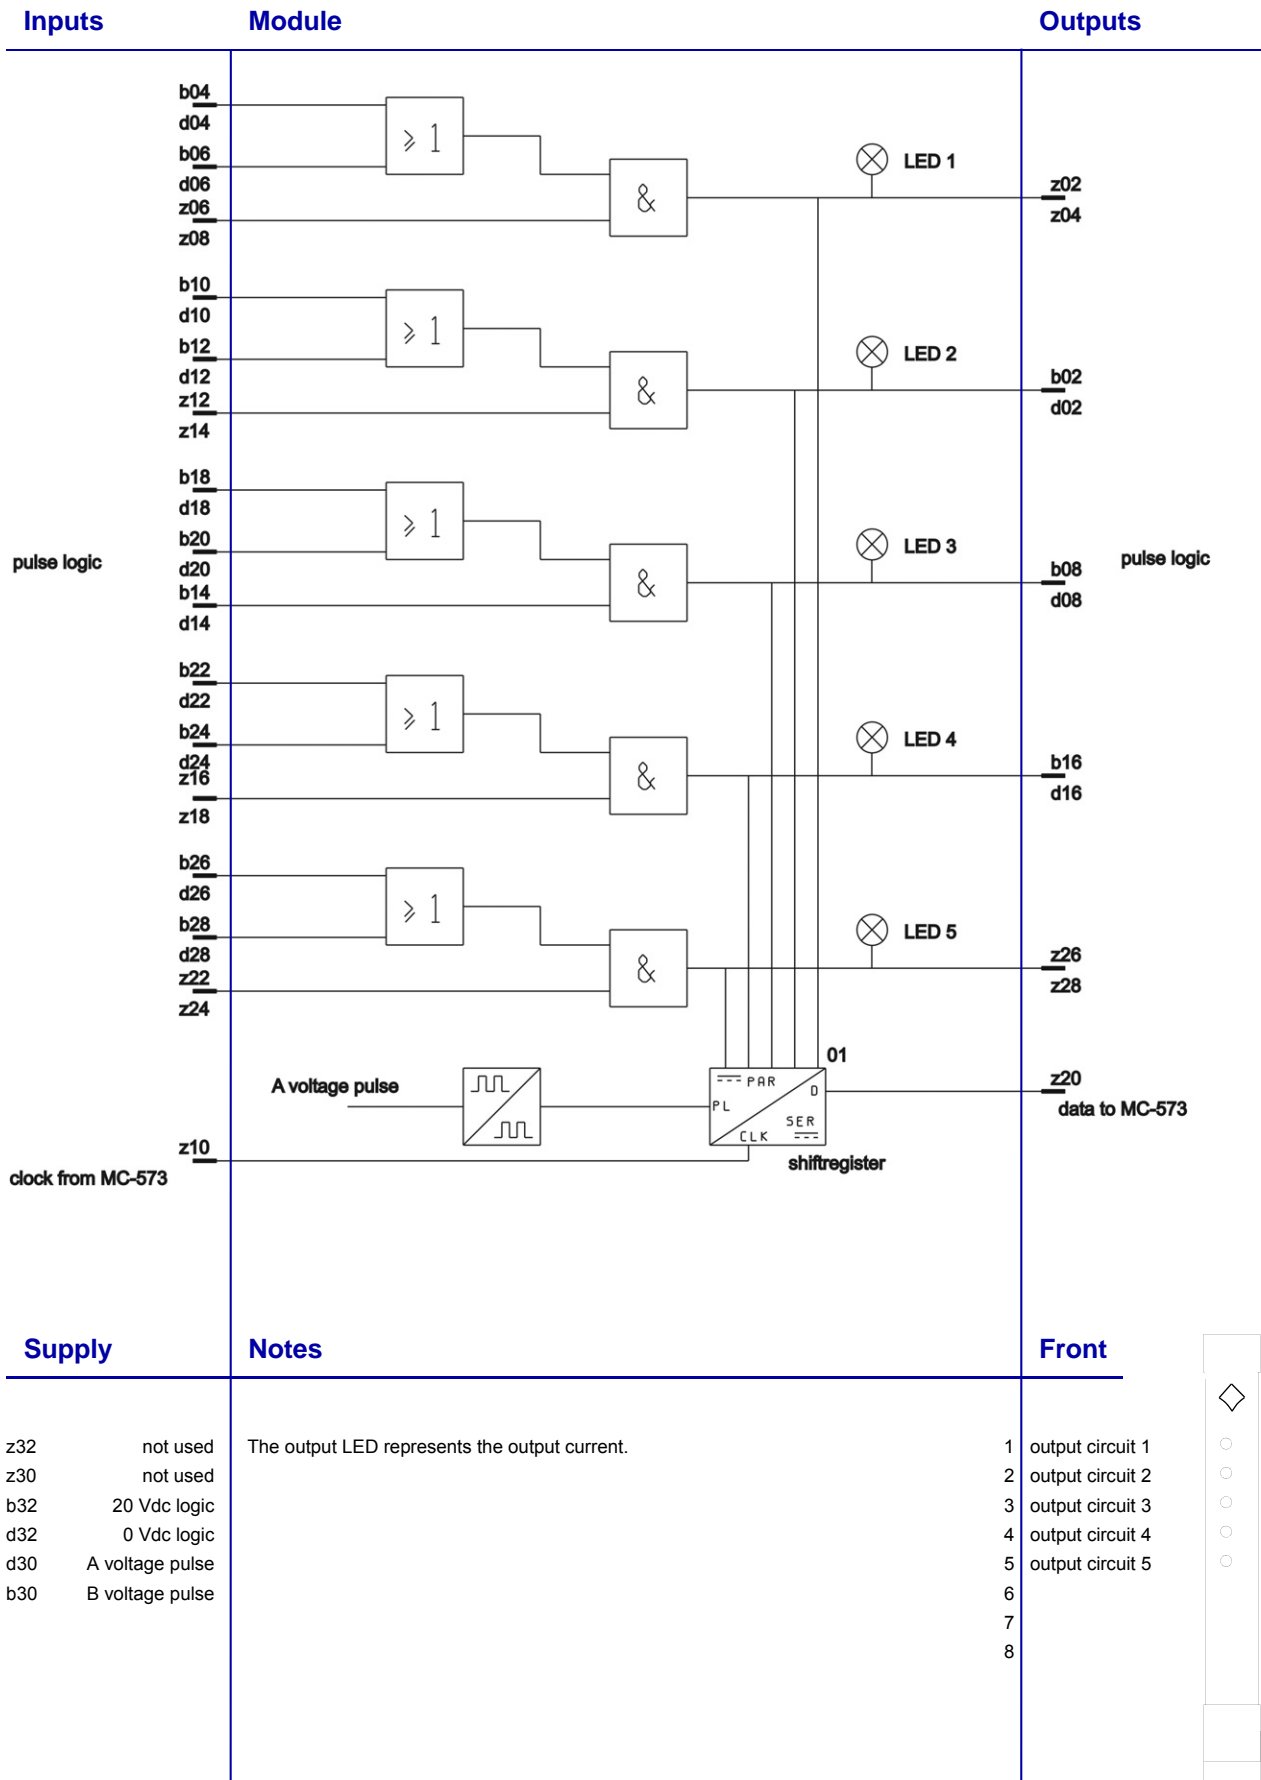 Inputs Module Outputs
b04
d04
b06
d06
z06
z08
≥ 1
&
LED 1
z02
z04
b10
d10
b12
d12
z12
z14
≥ 1
&
LED 2
b02
d02
b18
d18
b20
d20
b14
d14
≥ 1
&
LED 3
b08
d08
pulse logic
pulse logic
b22
d22
b24
d24
z16
z18
≥ 1
&
LED 4
b16
d16
b26
d26
b28
d28
z22
z24
≥ 1
&
LED 5
z26
z28
A voltage pulse
01
PAR
D
PL
SER
CLK
shiftregister
z20
data to MC-573
z10
clock from MC-573
Supply Notes Front
z32 not used The output LED represents the output current. 1 output circuit 1
z30 not used 2 output circuit 2
b32 20 Vdc logic 3 output circuit 3
d32 0 Vdc logic 4 output circuit 4
d30 A voltage pulse 5 output circuit 5
b30 B voltage pulse 6
7
8